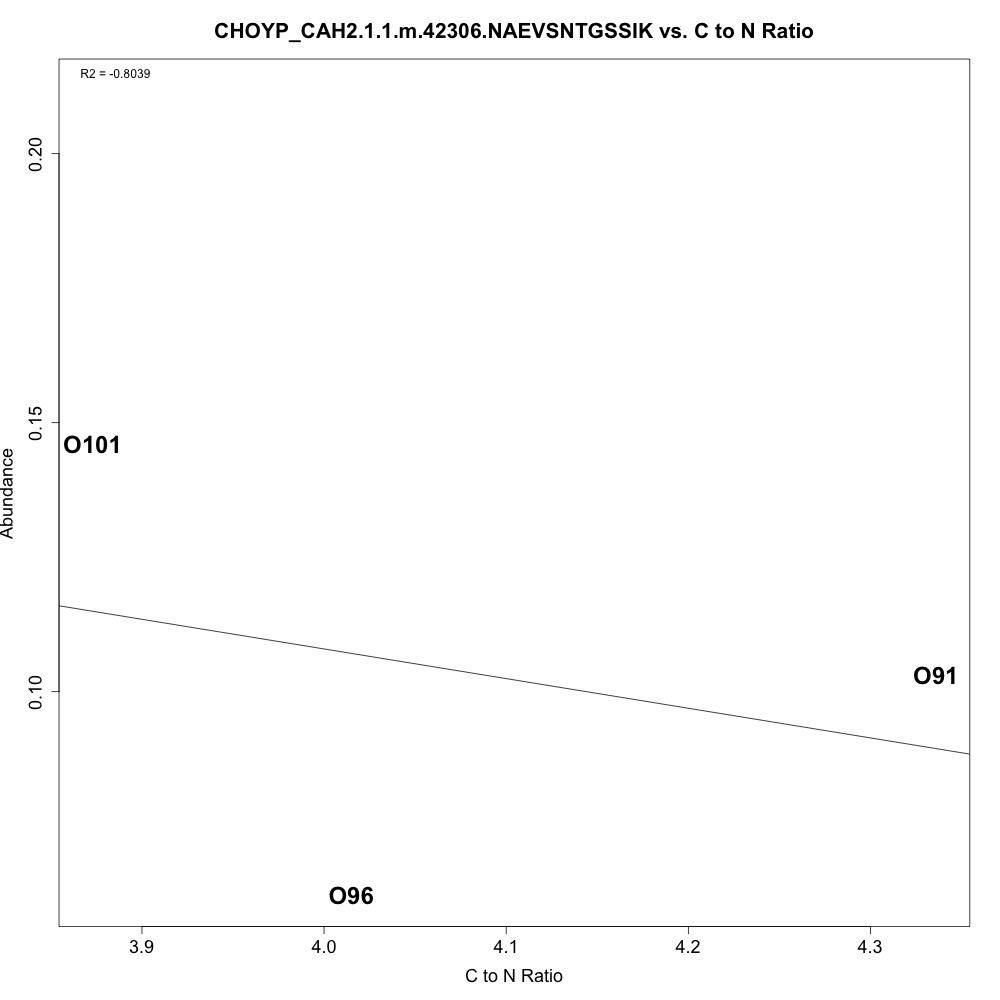 CHOYP_CAH2.1.1.m.42306.NAEVSNTGSSIK vs. C to N Ratio
R2 = -0.8039
0.20
0.15
O101
Abundance
O91
0.10
O96
3.9 4.0 4.1 4.2 4.3
C to N Ratio